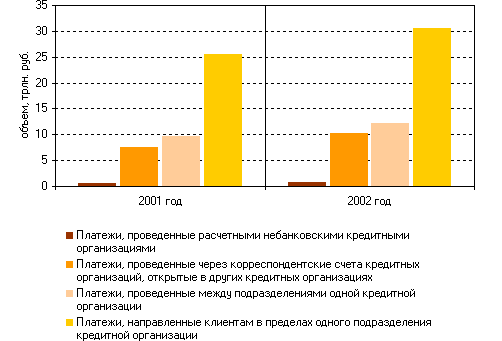 объем, трлн. руб.
35
30
25
20
15
10
5
0
2001 год
2002 год
Платежи, проведенные расчетными небанковскими кредитными
организациями
Платежи, проведенные через корреспондентские счета кредитных
организаций, открытые в других кредитных организациях
Платежи, проведенные между подразделениями одной кредитной
организации
Платежи, направленные клиентам в пределах одного подразделения
кредитной организации